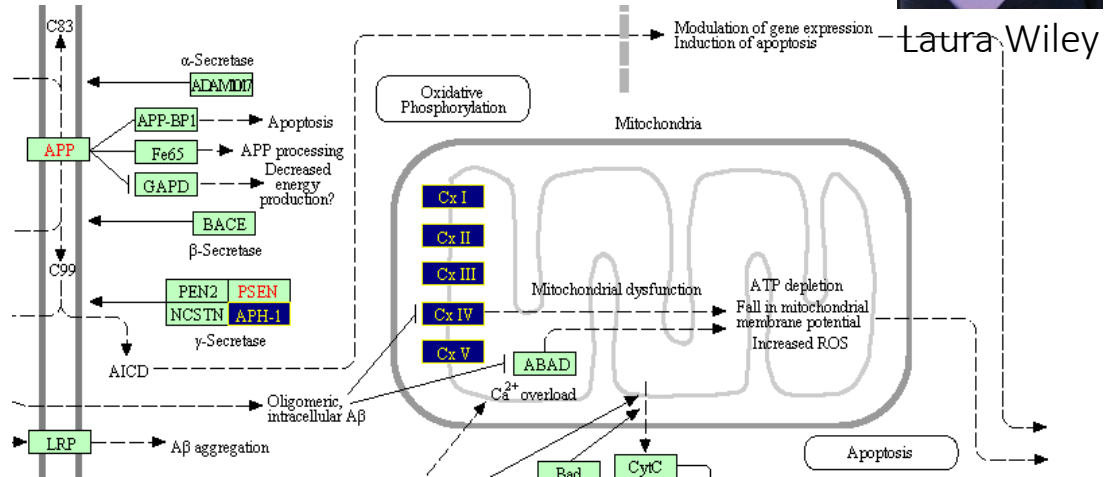 C83
Modulation of gene expression
Induction of apoptosis
Laura Wiley
α-Secretase
ADAM10/17
Oxidative
Phosphorylation
Mitochondria
APP-BP1
Apoptosis
APP
Fe65
APP processing
GAPD
Decreased
energy
production?
BACE
β-Secretase
C99
PEN2
PSEN
NCSTN
APH-1
γ-Secretase
AICD
Cx I
Cx II
Cx III
Cx IV
Cx V
Mitochondrial dysfunction
ATP depletion
Fall in mitochondrial
membrane potential
Increased ROS
ABAD
Ca2+ overload
Oligomeric,
intracellular Aβ
LRP
Aβ aggregation
Bad
CytC
Apoptosis